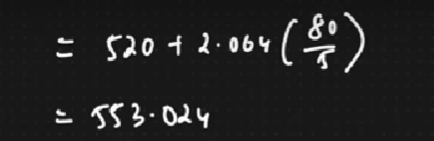 = 520 + 2.064 (80/5)
= 553.024